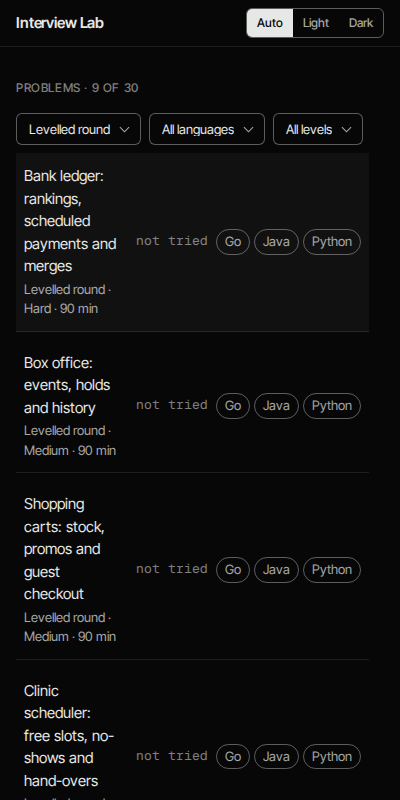 Interview Lab
Auto Light Dark
PROBLEMS · 9 OF 30
Levelled round All languages All levels
Bank ledger:
rankings,
scheduled
payments and
merges
Levelled round ·
Hard · 90 min
not tried Go Java Python
Box office:
events, holds
and history
Levelled round ·
Medium · 90 min
not tried Go Java Python
Shopping
carts: stock,
promos and
guest
checkout
Levelled round ·
Medium · 90 min
not tried Go Java Python
Clinic
scheduler:
free slots, no-
shows and
hand-overs
not tried Go Java Python